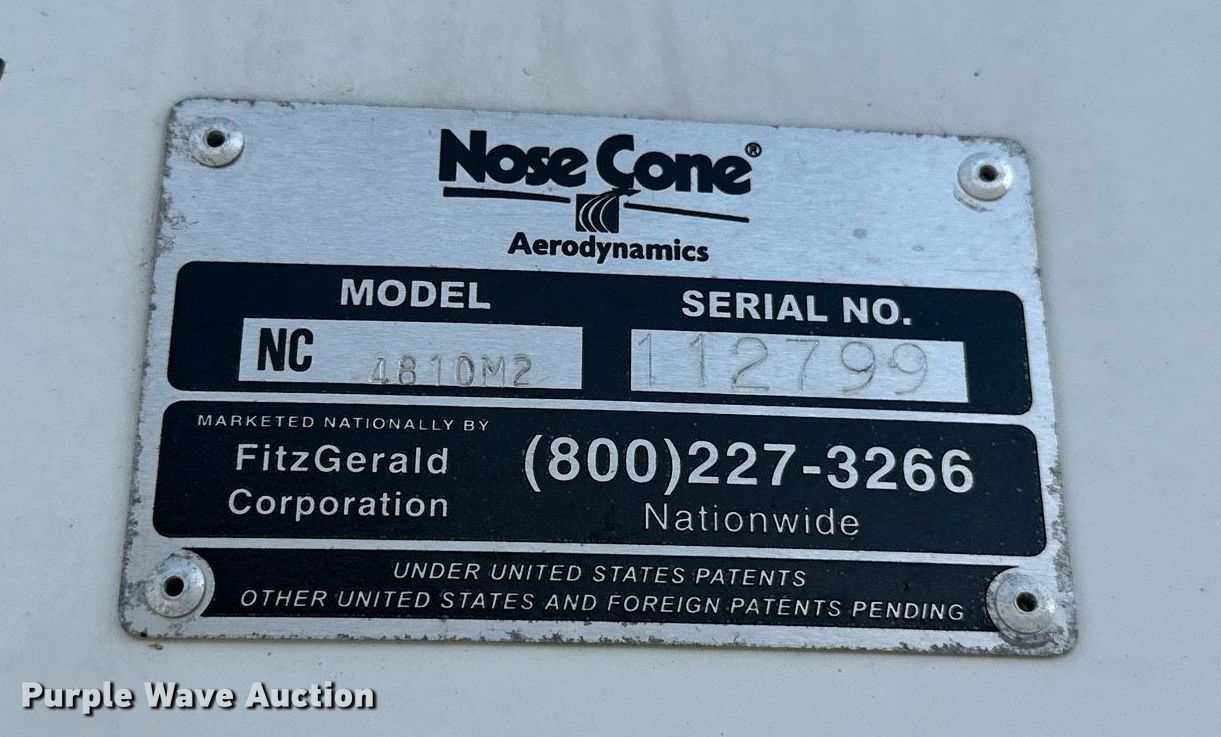 Nose Cone®
Aerodynamics
MODEL SERIAL NO.
NC 4810M2 112799
MARKETED NATIONALLY BY
FitzGerald
Corporation
(800)227-3266
Nationwide
UNDER UNITED STATES PATENTS
OTHER UNITED STATES AND FOREIGN PATENTS PENDING
Purple Wave Auction